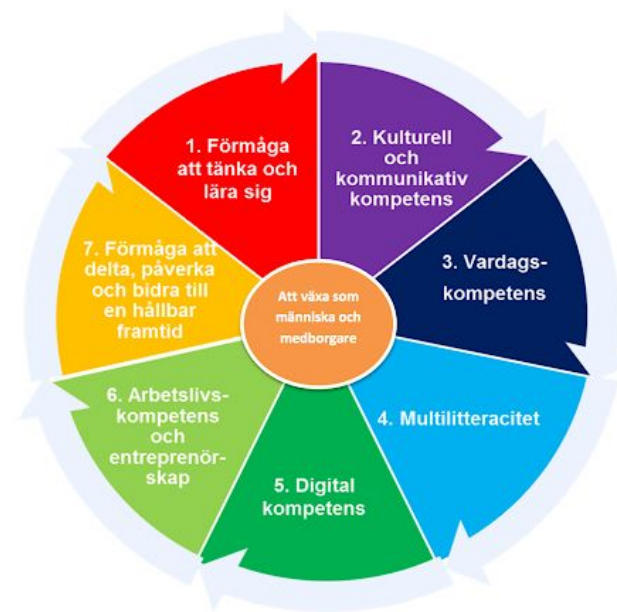 1. Förmåga
att tänka och
lära sig
2. Kulturell
och
kommunikativ
kompetens
3. Vardags-
kompetens
4. Multilitteracitet
5. Digital
kompetens
6. Arbetslivs-
kompetens
och
entreprenör-
skap
7. Förmåga att
delta, påverka
och bidra till
en hållbar
framtid
Att växa som
människa och
medborgare